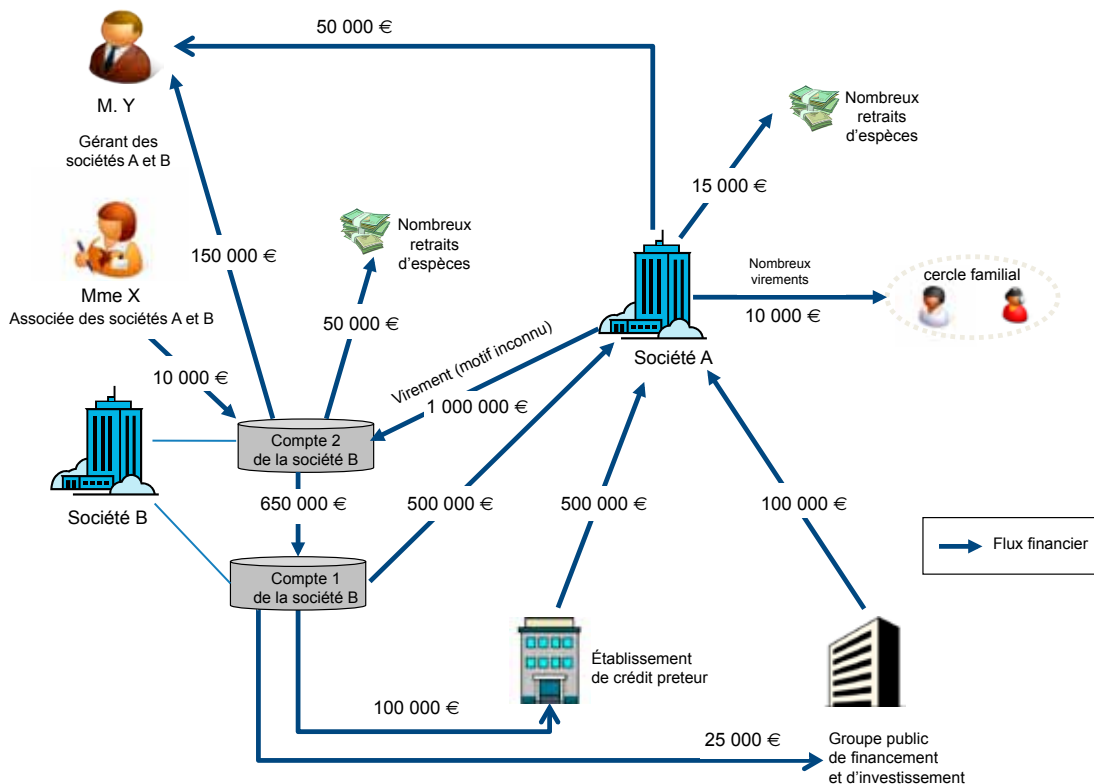 50 000 €
M. Y
Gérant des
sociétés A et B
Nombreux
retraits
d'espèces
15 000 €
Nombreux
retraits
d'espèces
150 000 €
Mme X
Associée des sociétés A et B
50 000 €
Nombreux
virements
10 000 €
cercle familial
Société A
10 000 €
Virement (motif inconnu)
1 000 000 €
Compte 2
de la société B
Société B
650 000 €
500 000 €
500 000 €
100 000 €
Flux financier
Compte 1
de la société B
Établissement
de crédit preteur
100 000 €
25 000 €
Groupe public
de financement
et d'investissement